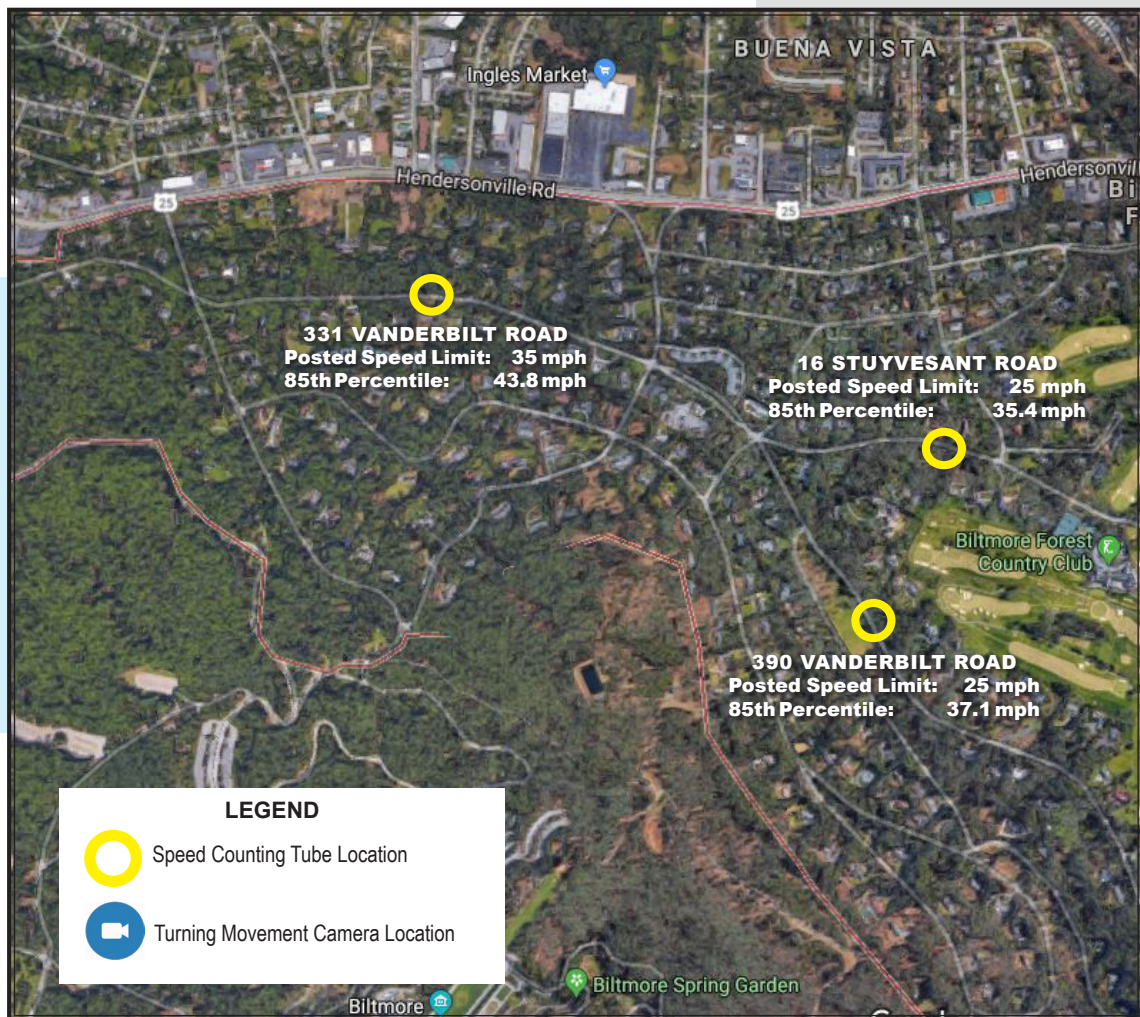 BUENA VISTA
Ingles Market
Hendersonville Rd
25
25
331 VANDERBILT ROAD
Posted Speed Limit: 35 mph
85th Percentile: 43.8 mph
16 STUYVESANT ROAD
Posted Speed Limit: 25 mph
85th Percentile: 35.4 mph
Biltmore Forest
Country Club
390 VANDERBILT ROAD
Posted Speed Limit: 25 mph
85th Percentile: 37.1 mph
LEGEND
Speed Counting Tube Location
Turning Movement Camera Location
Biltmore Spring Garden
Biltmore